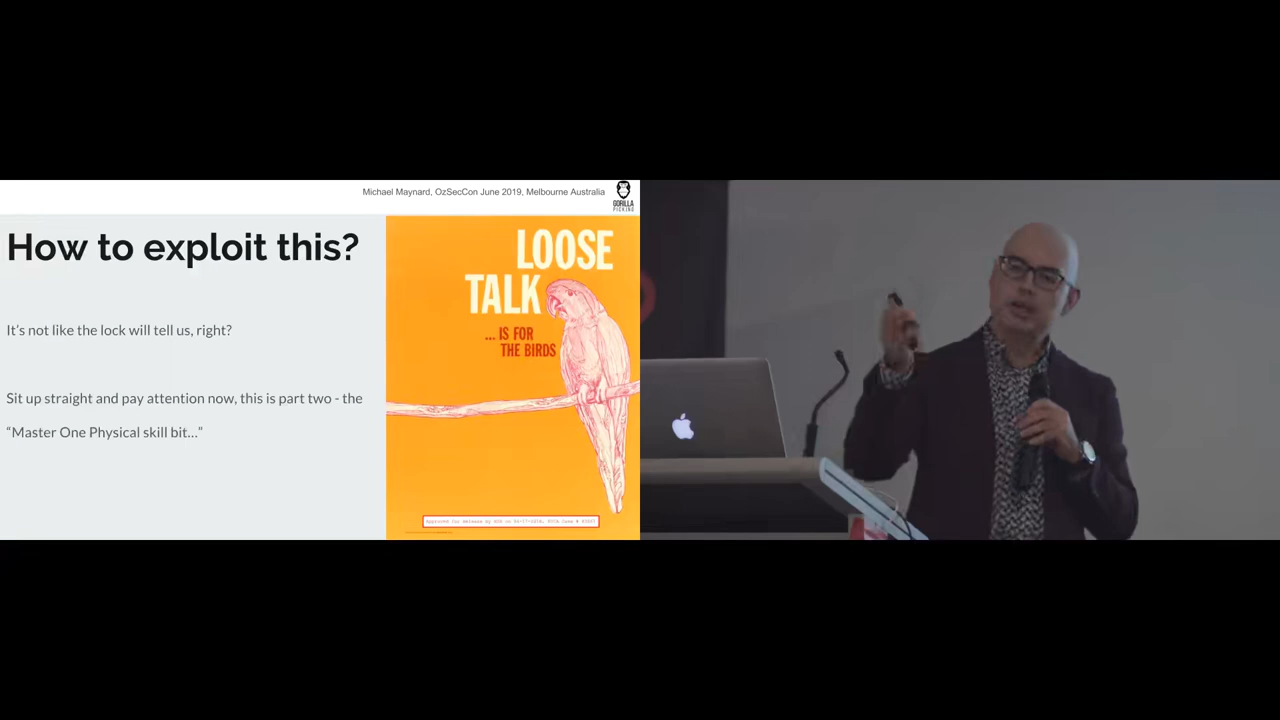 Michael Maynard, OzSecCon June 2019, Melbourne Australia
GORILLA
PICKING
How to exploit this?
It's not like the lock will tell us, right?
Sit up straight and pay attention now, this is part two - the
“Master One Physical skill bit...”
LOOSE
TALK
... IS FOR
THE BIRDS